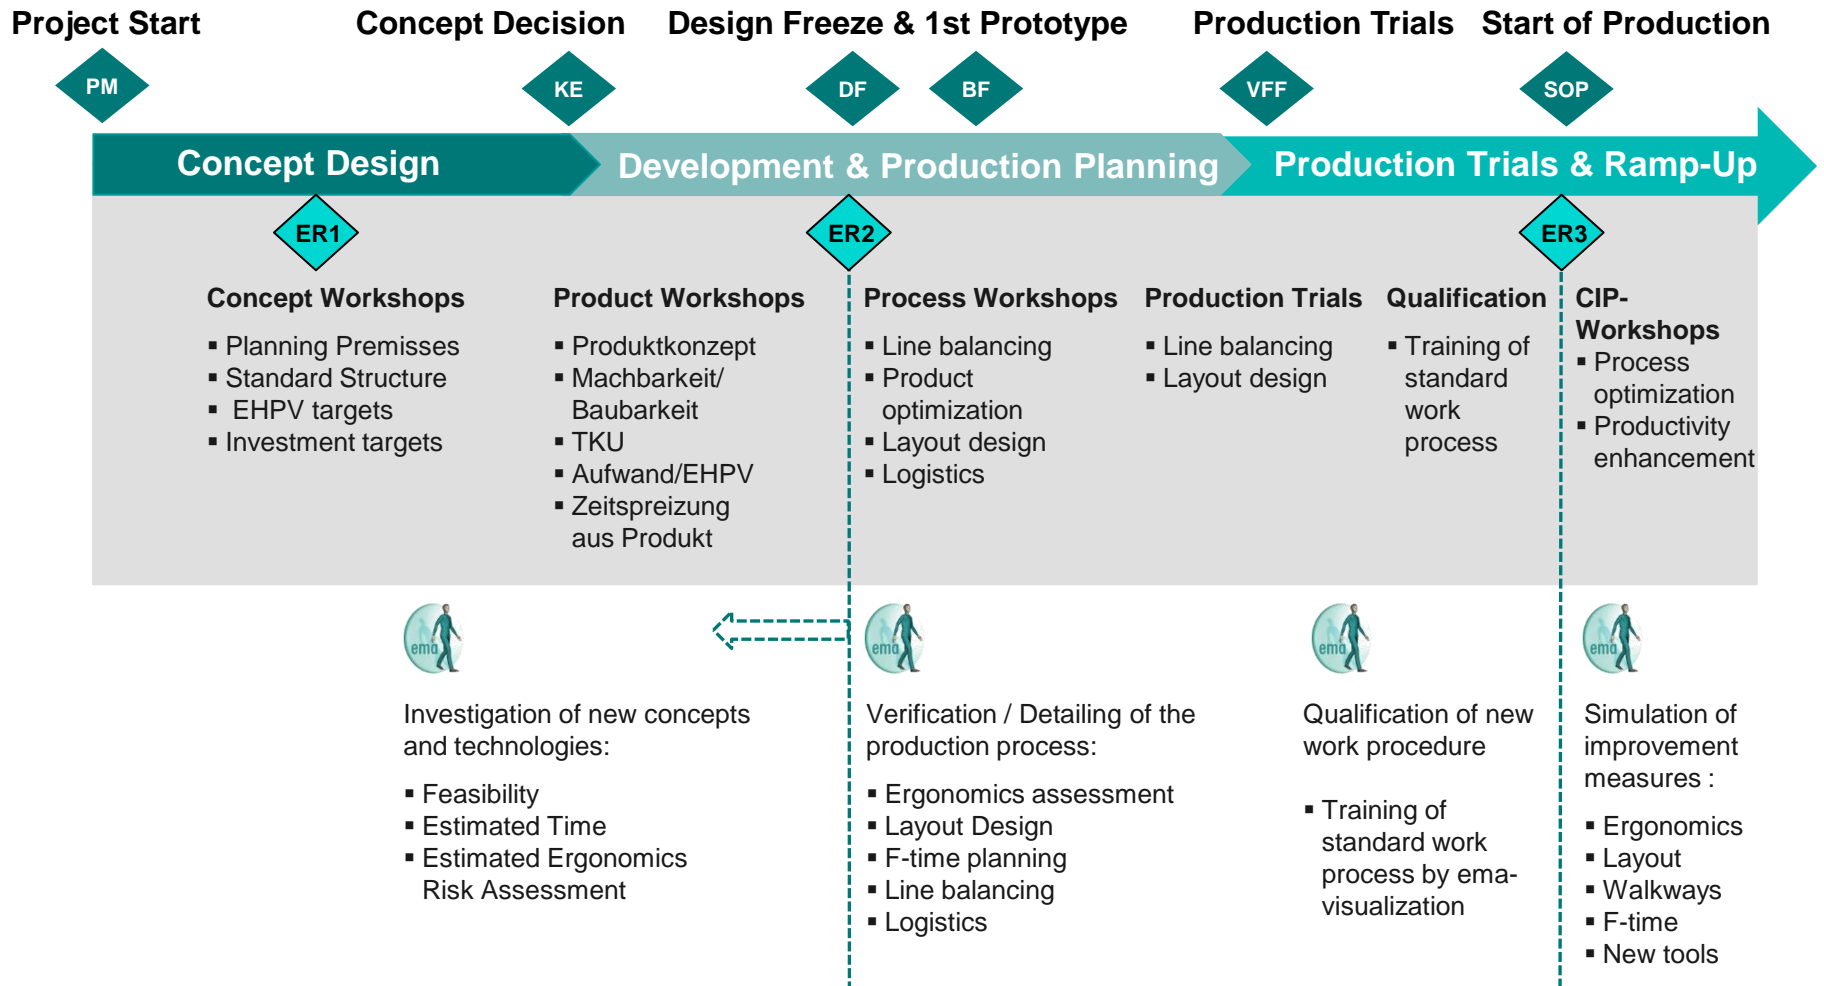 Project Start
Concept Decision
Design Freeze & 1st Prototype
Production Trials
Start of Production
PM
KE
DF
BF
VFF
SOP
Concept Design
Development & Production Planning
Production Trials & Ramp-Up
ER1
ER2
ER3
Concept Workshops
▪ Planning Premisses
▪ Standard Structure
▪ EHPV targets
▪ Investment targets
Product Workshops
▪ Produktkonzept
▪ Machbarkeit/
Baubarkeit
▪ TKU
▪ Aufwand/EHPV
▪ Zeitspreizung
aus Produkt
Process Workshops
▪ Line balancing
▪ Product
optimization
▪ Layout design
▪ Logistics
Production Trials
▪ Line balancing
▪ Layout design
Qualification
▪ Training of
standard
work
process
CIP-
Workshops
▪ Process
optimization
▪ Productivity
enhancement
ema
Investigation of new concepts
and technologies:
▪ Feasibility
▪ Estimated Time
▪ Estimated Ergonomics
Risk Assessment
ema
Verification / Detailing of the
production process:
▪ Ergonomics assessment
▪ Layout Design
▪ F-time planning
▪ Line balancing
▪ Logistics
ema
Qualification of new
work procedure
▪ Training of
standard work
process by ema-
visualization
ema
Simulation of
improvement
measures :
▪ Ergonomics
▪ Layout
▪ Walkways
▪ F-time
▪ New tools